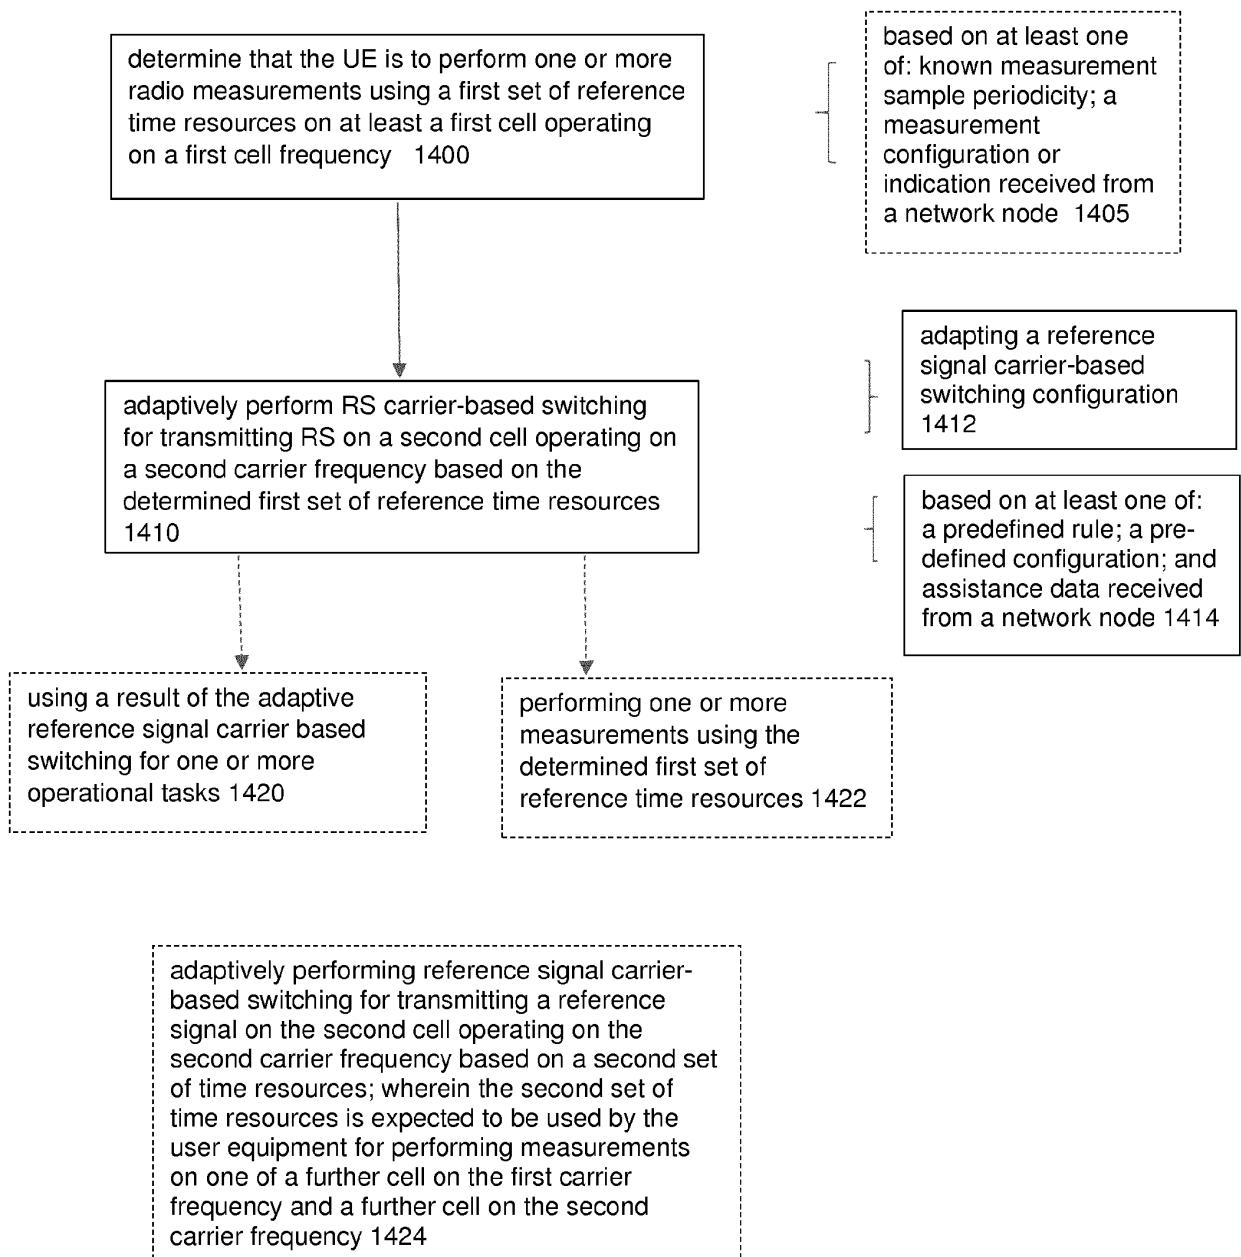 determine that the UE is to perform one or more
radio measurements using a first set of reference
time resources on at least a first cell operating
on a first cell frequency 1400
based on at least one
of: known measurement
sample periodicity; a
measurement
configuration or
indication received from
a network node 1405
adaptively perform RS carrier-based switching
for transmitting RS on a second cell operating on
a second carrier frequency based on the
determined first set of reference time resources
1410
adapting a reference
signal carrier-based
switching configuration
1412
based on at least one of:
a predefined rule; a pre-
defined configuration; and
assistance data received
from a network node 1414
using a result of the adaptive
reference signal carrier based
switching for one or more
operational tasks 1420
performing one or more
measurements using the
determined first set of
reference time resources 1422
adaptively performing reference signal carrier-
based switching for transmitting a reference
signal on the second cell operating on the
second carrier frequency based on a second set
of time resources; wherein the second set of
time resources is expected to be used by the
user equipment for performing measurements
on one of a further cell on the first carrier
frequency and a further cell on the second
carrier frequency 1424